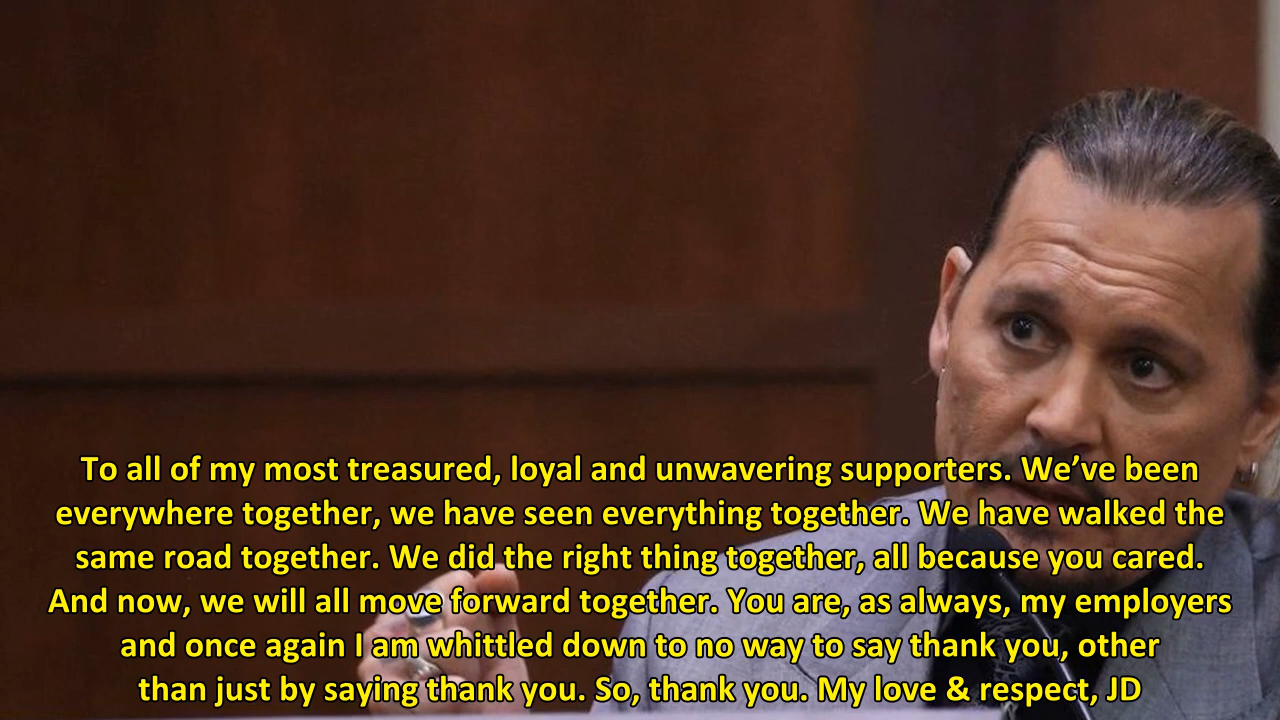 To all of my most treasured, loyal and unwavering supporters. We’ve been
everywhere together, we have seen everything together. We have walked the
same road together. We did the right thing together, all because you cared.
And now, we will all move forward together. You are, as always, my employers
and once again I am whittled down to no way to say thank you, other
than just by saying thank you. So, thank you. My love & respect, JD